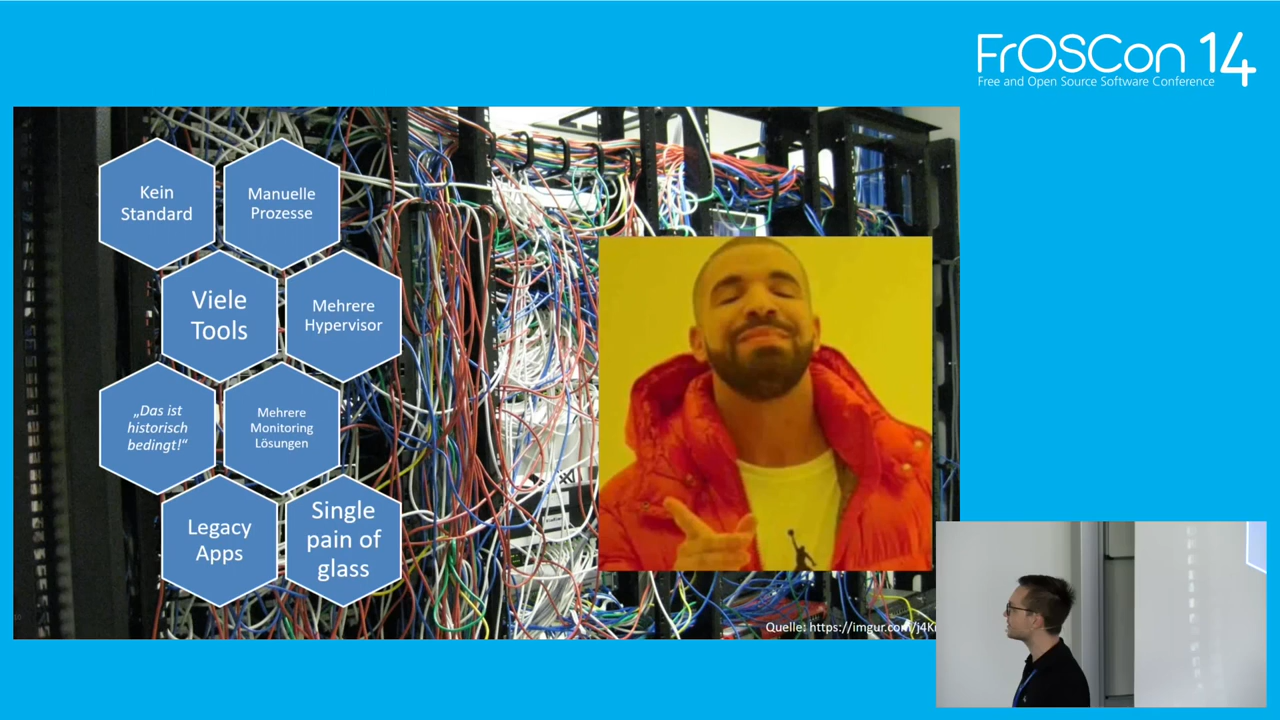 FrOSCon 14
Free and Open Source Software Conference
Kein
Standard
Manuelle
Prozesse
Viele
Tools
Mehrere
Hypervisor
„Das ist
historisch
bedingt!“
Mehrere
Monitoring
Lösungen
Legacy
Apps
Single
pain of
glass
Quelle: https://imgur.com/j4K